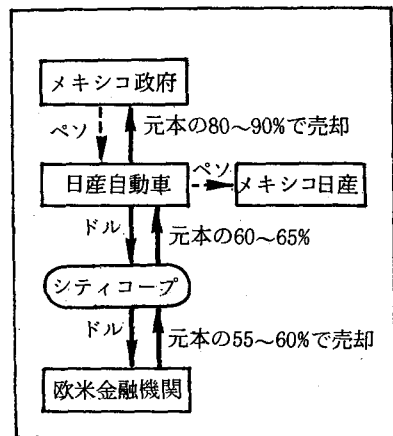 メキシコ政府
ペソ 元本の80～90%で売却
日産自動車 ペソ メキシコ日産
ドル 元本の60～65%
シティコープ
ドル 元本の55～60%で売却
欧米金融機関